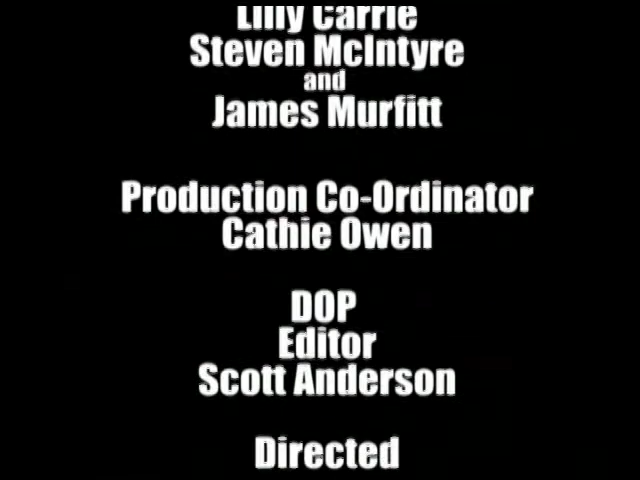 Lilly Carrie
Steven McIntyre
and
James Murfitt
Production Co-Ordinator
Cathie Owen
DOP
Editor
Scott Anderson
Directed